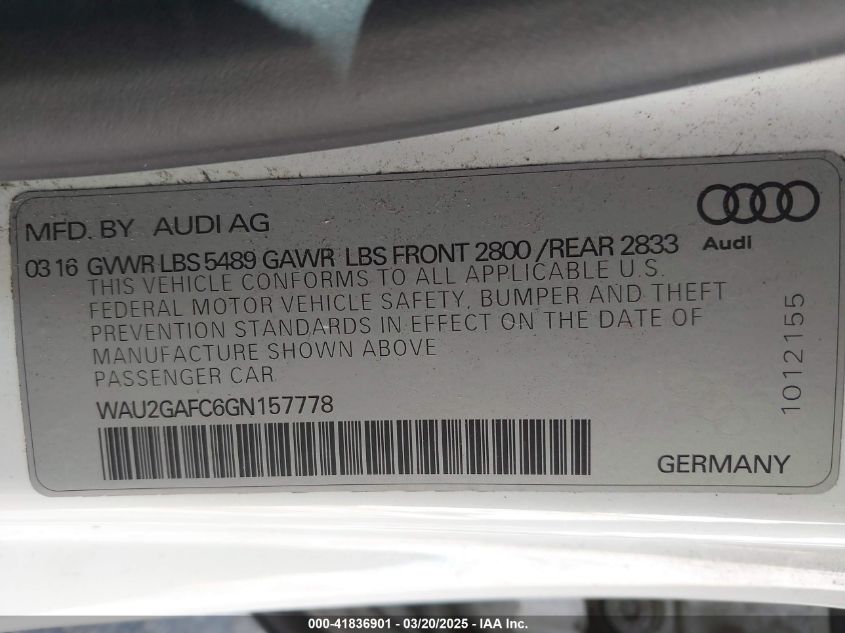 MFD. BY AUDI AG
Audi
03 16 GVWR LBS 5489 GAWR LBS FRONT 2800 /REAR 2833
THIS VEHICLE CONFORMS TO ALL APPLICABLE U.S.
FEDERAL MOTOR VEHICLE SAFETY, BUMPER AND THEFT
PREVENTION STANDARDS IN EFFECT ON THE DATE OF
MANUFACTURE SHOWN ABOVE
PASSENGER CAR
WAU2GAFC6GN157778
1012155
GERMANY
000-41836901 — 03/20/2025 — IAA Inc.